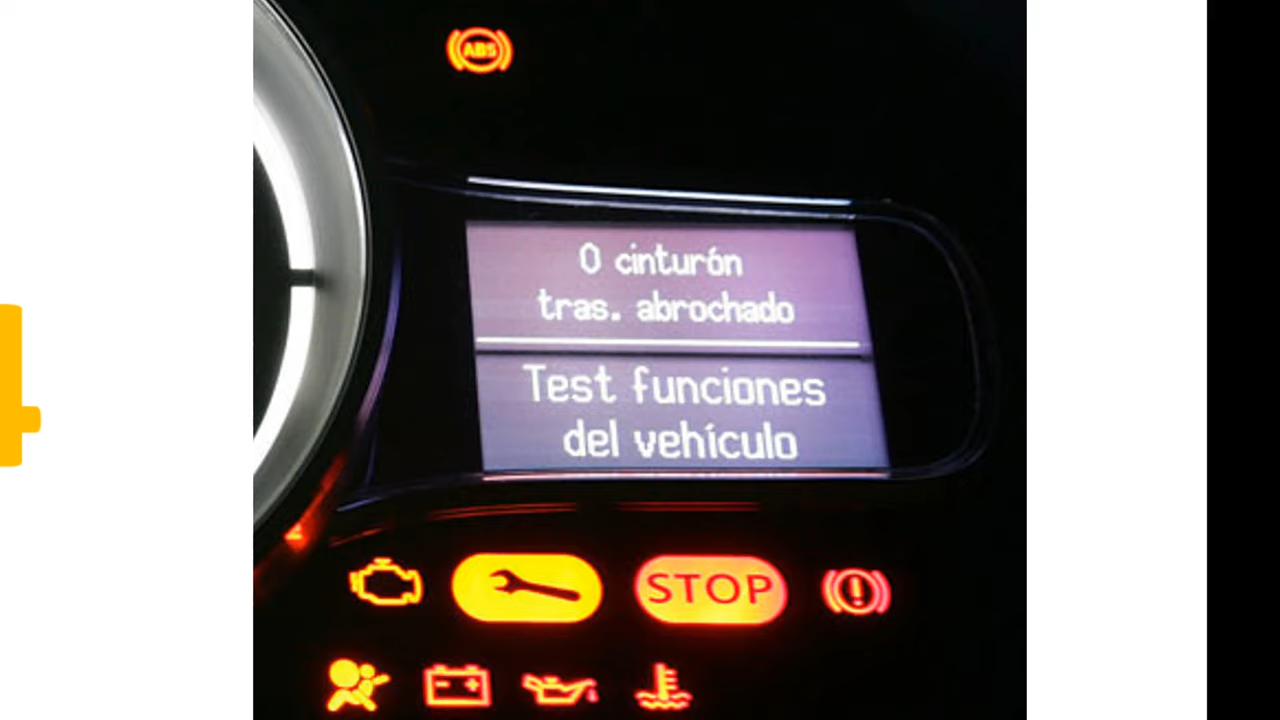 ABS
0 cinturón
tras. abrochado
Test funciones
del vehículo
STOP